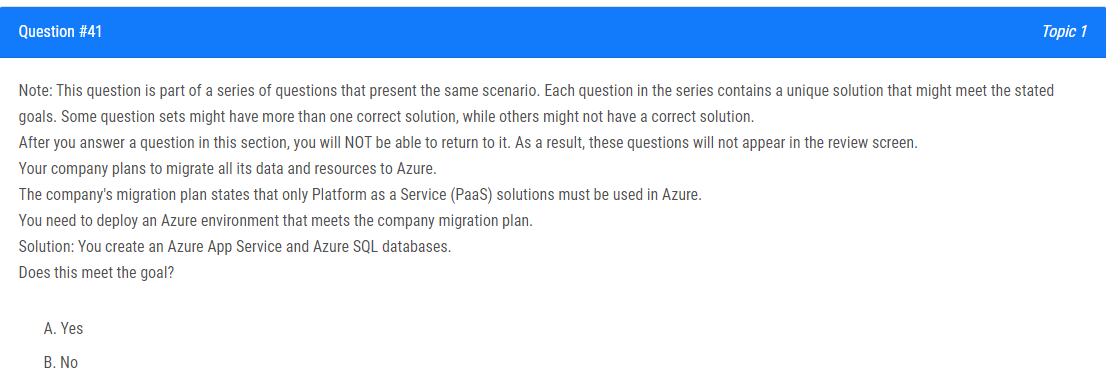 Question #41
Topic 1
Note: This question is part of a series of questions that present the same scenario. Each question in the series contains a unique solution that might meet the stated
goals. Some question sets might have more than one correct solution, while others might not have a correct solution.
After you answer a question in this section, you will NOT be able to return to it. As a result, these questions will not appear in the review screen.
Your company plans to migrate all its data and resources to Azure.
The company's migration plan states that only Platform as a Service (PaaS) solutions must be used in Azure.
You need to deploy an Azure environment that meets the company migration plan.
Solution: You create an Azure App Service and Azure SQL databases.
Does this meet the goal?
A. Yes
B. No